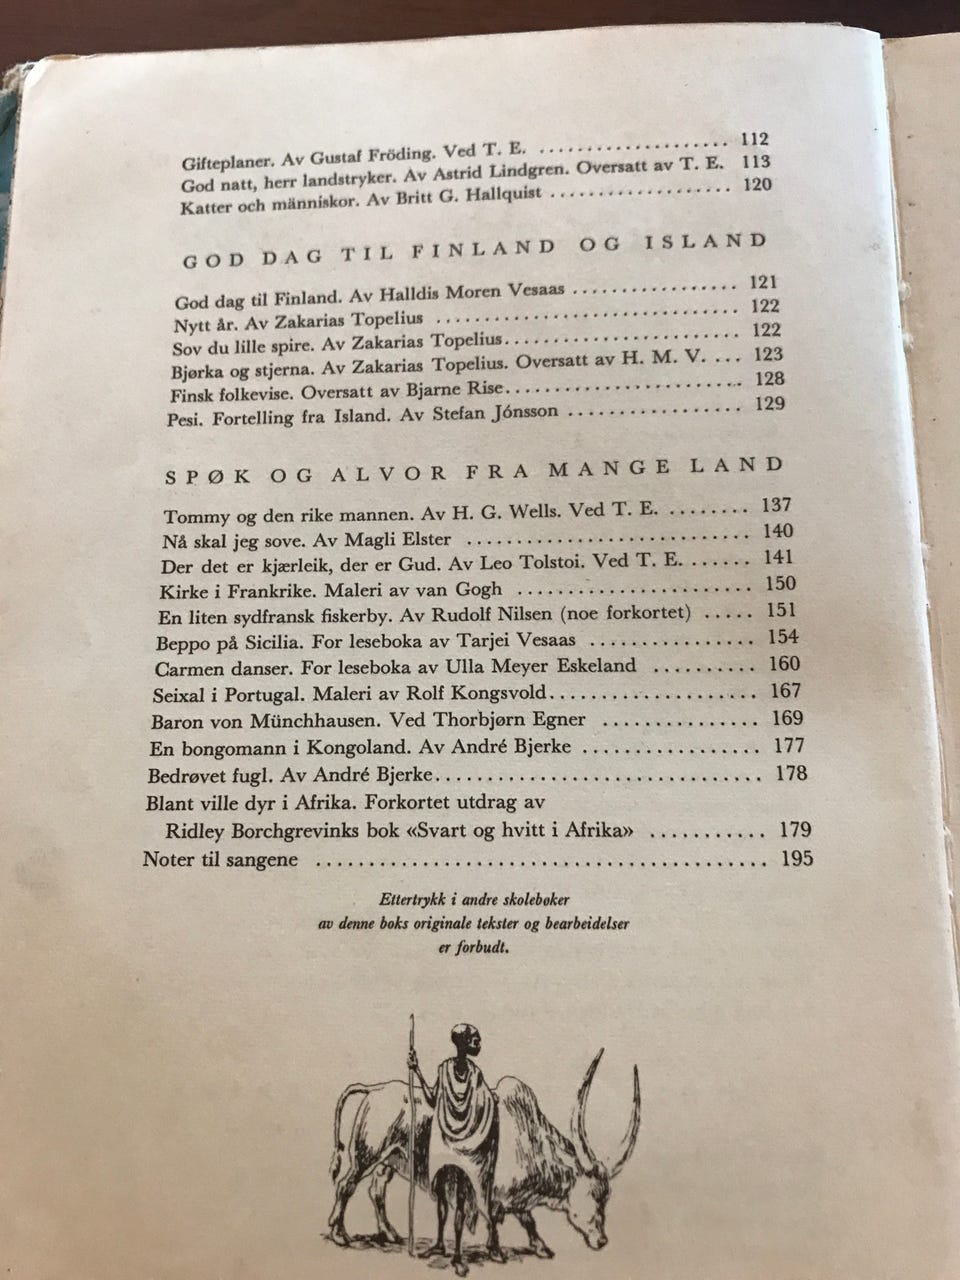 Gifteplaner. Av Gustaf Fröding. Ved T. E. .................... 112
God natt, herr landstryker. Av Astrid Lindgren. Oversatt av T. E. 113
Katter och människor. Av Britt G. Hallquist .................... 120
GOD DAG TIL FINLAND OG ISLAND
God dag til Finland. Av Halldis Moren Vesaas .................. 121
Nytt år. Av Zakarias Topelius ................................. 122
Sov du lille spire. Av Zakarias Topelius......................... 122
Bjørka og stjerna. Av Zakarias Topelius. Oversatt av H. M. V. ... 123
Finsk folkevise. Oversatt av Bjarne Rise......................... 128
Pesi. Fortelling fra Island. Av Stefan Jónsson .................. 129
SPØK OG ALVOR FRA MANGE LAND
Tommy og den rike mannen. Av H. G. Wells. Ved T. E. ........ 137
Nå skal jeg sove. Av Magli Elster ............................. 140
Der det er kjærleik, der er Gud. Av Leo Tolstoi. Ved T. E. ...... 141
Kirke i Frankrike. Maleri av van Gogh ........................ 150
En liten sydfransk fiskerby. Av Rudolf Nilsen (noe forkortet) ..... 151
Beppo på Sicilia. For leseboka av Tarjei Vesaas ................ 154
Carmen danser. For leseboka av Ulla Meyer Eskeland .......... 160
Seixal i Portugal. Maleri av Rolf Kongsvold.................... 167
Baron von Münchhausen. Ved Thorbjørn Egner ............... 169
En bongomann i Kongoland. Av André Bjerke ................. 177
Bedrøvet fugl. Av André Bjerke............................... 178
Blant ville dyr i Afrika. Forkortet utdrag av
Ridley Borchgrevinks bok «Svart og hvitt i Afrika» ........... 179
Noter til sangene .......................................... 195
Ettertrykk i andre skolebøker
av denne boks originale tekster og bearbeidelser
er forbudt.